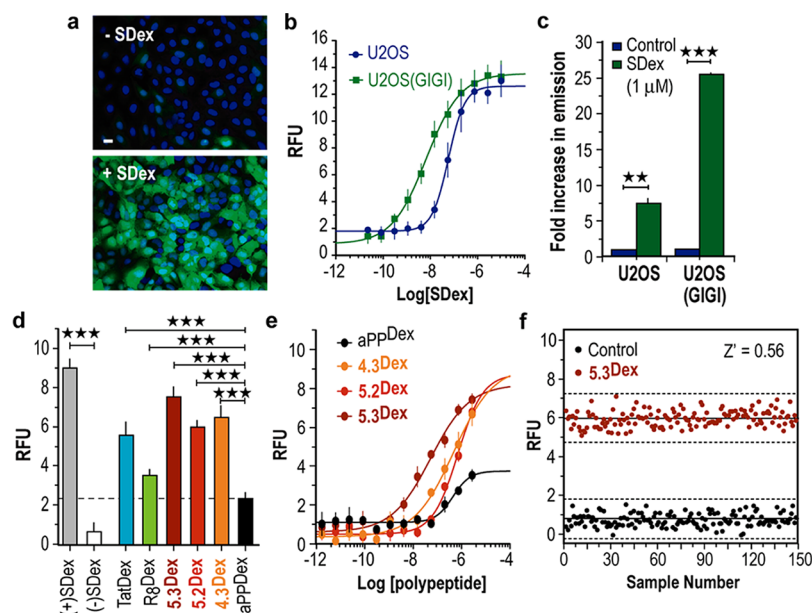 a
- SDex
+ SDex
b
U2OS
U2OS(GIGI)
RFU
16
14
12
10
8
6
4
2
0
-12 -10 -8 -6 -4
Log[SDex]
c
Control
SDex
(1 µM)
★★★
★★
Fold increase in emission
30
25
20
15
10
5
0
U2OS U2OS
(GIGI)
d
★★★
★★★
★★★
★★★
★★★
★★★
RFU
10
8
6
4
2
0
(+)SDex
(-)SDex
TatDex
R8Dex
5.3Dex
5.2Dex
4.3Dex
aPPDex
e
aPPDex
4.3Dex
5.2Dex
5.3Dex
RFU
10
8
6
4
2
0
-12 -10 -8 -6 -4
Log [polypeptide]
f
Control
5.3Dex
Z' = 0.56
RFU
10
8
6
4
2
0
0 30 60 90 120 150
Sample Number